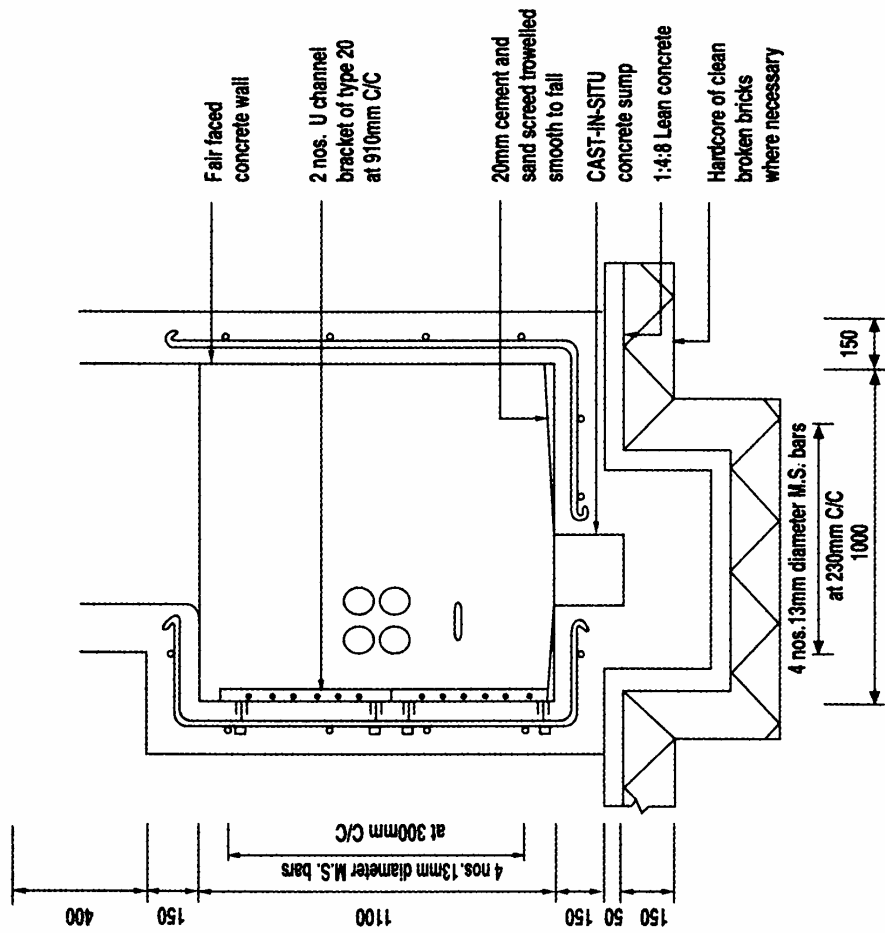 Fair faced
concrete wall
2 nos. U channel
bracket of type 20
at 910mm C/C
20mm cement and
sand screed trowelled
smooth to fall
CAST-IN-SITU
concrete sump
1:4:8 Lean concrete
Hardcore of clean
broken bricks
where necessary
400
150
1100
150
50
150
4 nos.13mm diameter M.S. bars
at 300mm C/C
4 nos.13mm diameter M.S. bars
at 230mm C/C
1000
150